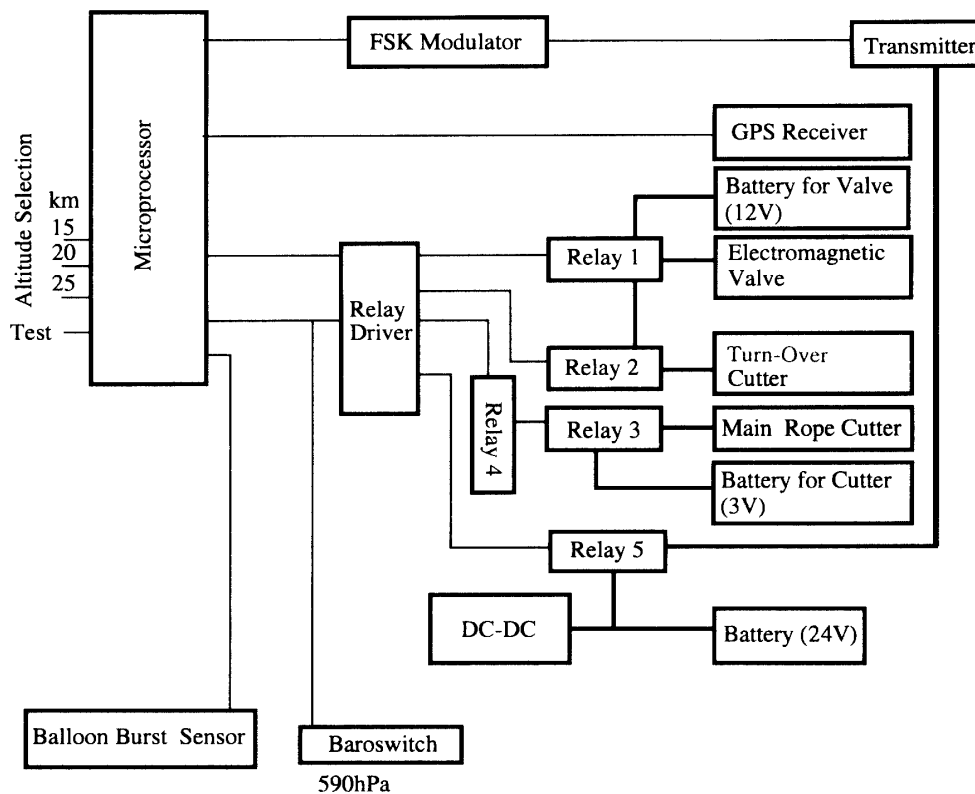 FSK Modulator
Transmitter
GPS Receiver
Microprocessor
Altitude Selection
km
15
20
25
Test
Battery for Valve
(12V)
Relay 1
Electromagnetic
Valve
Relay
Driver
Relay 2
Turn-Over
Cutter
Relay 4
Relay 3
Main Rope Cutter
Battery for Cutter
(3V)
Relay 5
DC-DC
Battery (24V)
Balloon Burst Sensor
Baroswitch
590hPa